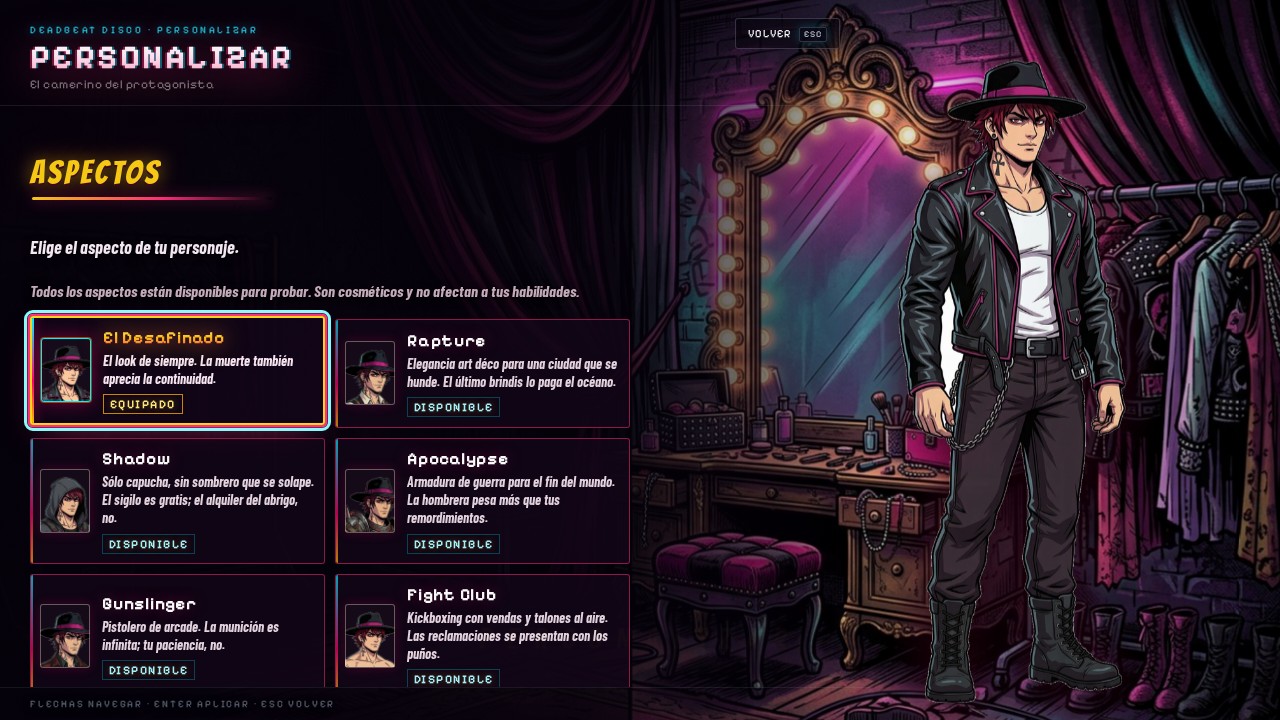 DEADBEAT DISCO · PERSONALIZAR
PERSONALIZAR
El camerino del protagonista
VOLVER ESC
ASPECTOS
Elige el aspecto de tu personaje.
Todos los aspectos están disponibles para probar. Son cosméticos y no afectan a tus habilidades.
El Desafinado
El look de siempre. La muerte también
aprecia la continuidad.
EQUIPADO
Rapture
Elegancia art déco para una ciudad que se
hunde. El último brindis lo paga el océano.
DISPONIBLE
Shadow
Sólo capucha, sin sombrero que se solape.
El sigilo es gratis; el alquiler del abrigo,
no.
DISPONIBLE
Apocalypse
Armadura de guerra para el fin del mundo.
La hombrera pesa más que tus
remordimientos.
DISPONIBLE
Gunslinger
Pistolero de arcade. La munición es
infinita; tu paciencia, no.
DISPONIBLE
Fight Club
Kickboxing con vendas y talones al aire.
Las reclamaciones se presentan con los
puños.
DISPONIBLE
FLECHAS NAVEGAR · ENTER APLICAR · ESC VOLVER